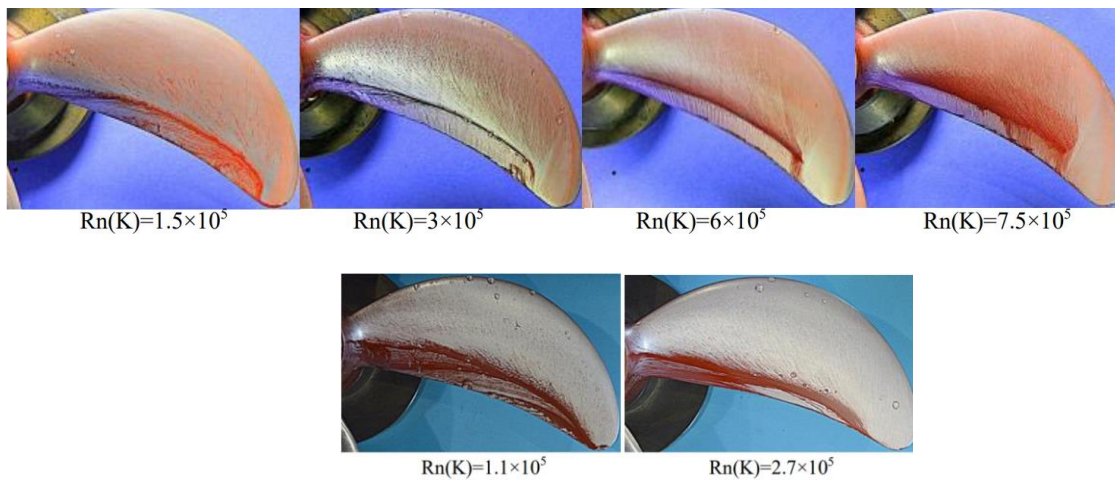 Rn(K)=1.5×10⁵
Rn(K)=3×10⁵
Rn(K)=6×10⁵
Rn(K)=7.5×10⁵
Rn(K)=1.1×10⁵
Rn(K)=2.7×10⁵